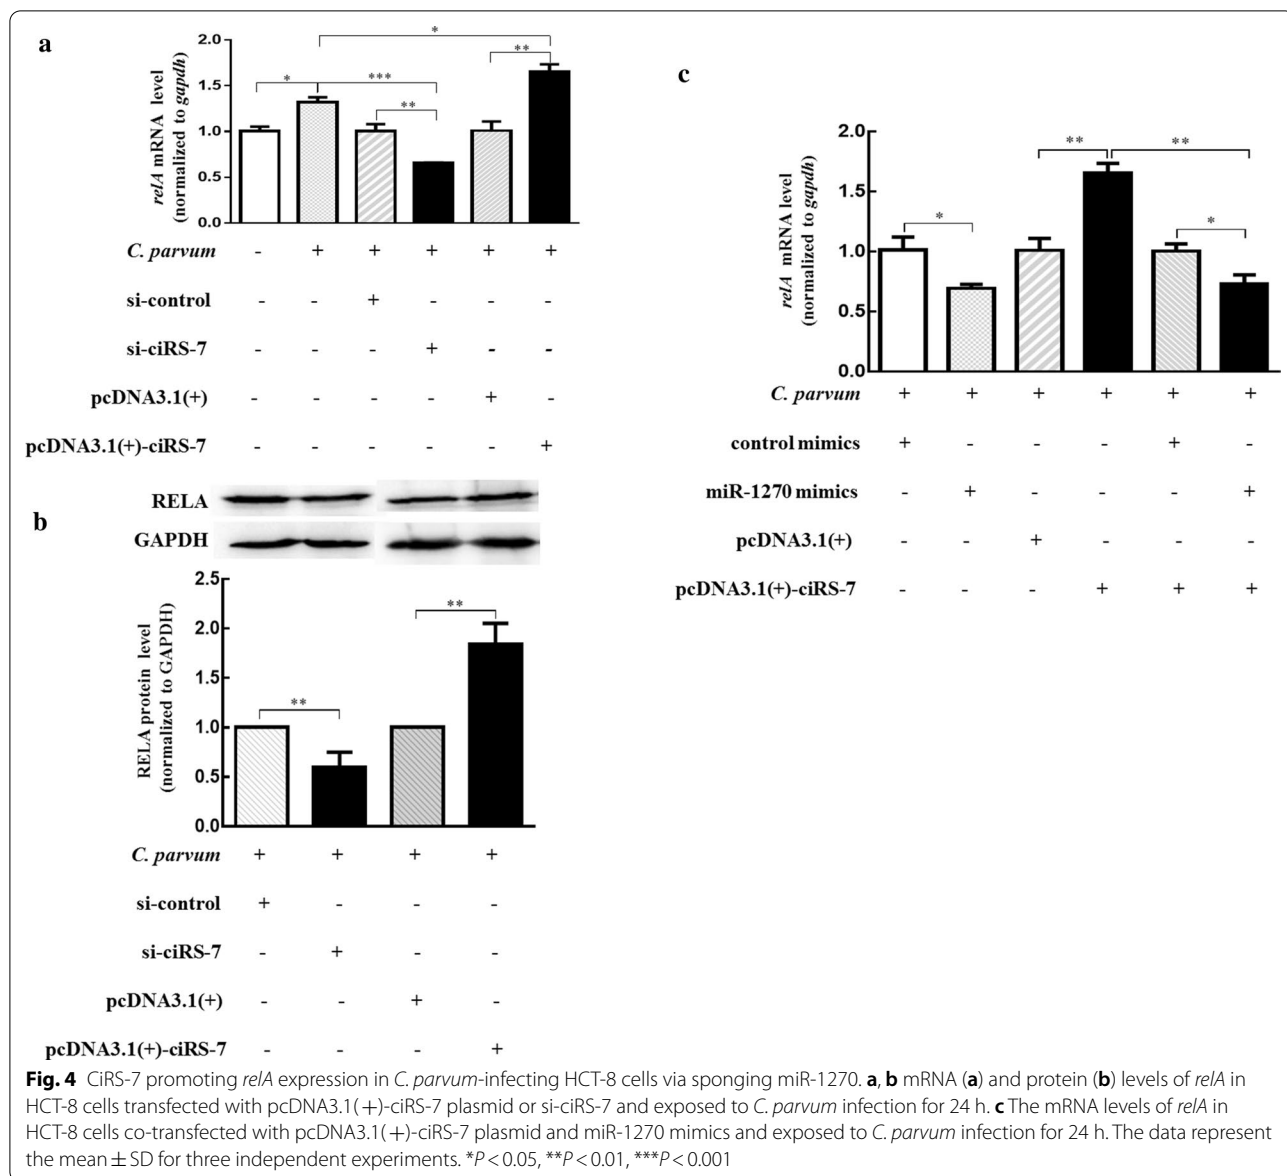 a
relA mRNA level
(normalized to gapdh)
2.0
1.5
1.0
0.5
0.0
*
***
**
*
**
C. parvum - + + + + +
si-control - - + - - -
si-ciRS-7 - - - + - -
pcDNA3.1(+) - - - - + -
pcDNA3.1(+)-ciRS-7 - - - - - +
b
RELA
GAPDH
RELA protein level
(normalized to GAPDH)
2.5
2.0
1.5
1.0
0.5
0.0
**
**
C. parvum + + + +
si-control + - - -
si-ciRS-7 - + - -
pcDNA3.1(+) - - + -
pcDNA3.1(+)-ciRS-7 - - - +
c
relA mRNA level
(normalized to gapdh)
2.0
1.5
1.0
0.5
0.0
*
**
**
*
C. parvum + + + + + +
control mimics + - - - + -
miR-1270 mimics - + - - - +
pcDNA3.1(+) - - + - - -
pcDNA3.1(+)-ciRS-7 - - - + + +
Fig. 4 CiRS-7 promoting relA expression in C. parvum-infecting HCT-8 cells via sponging miR-1270. a, b mRNA (a) and protein (b) levels of relA in
HCT-8 cells transfected with pcDNA3.1(+)-ciRS-7 plasmid or si-ciRS-7 and exposed to C. parvum infection for 24 h. c The mRNA levels of relA in
HCT-8 cells co-transfected with pcDNA3.1(+)-ciRS-7 plasmid and miR-1270 mimics and exposed to C. parvum infection for 24 h. The data represent
the mean ± SD for three independent experiments. *P < 0.05, **P < 0.01, ***P < 0.001